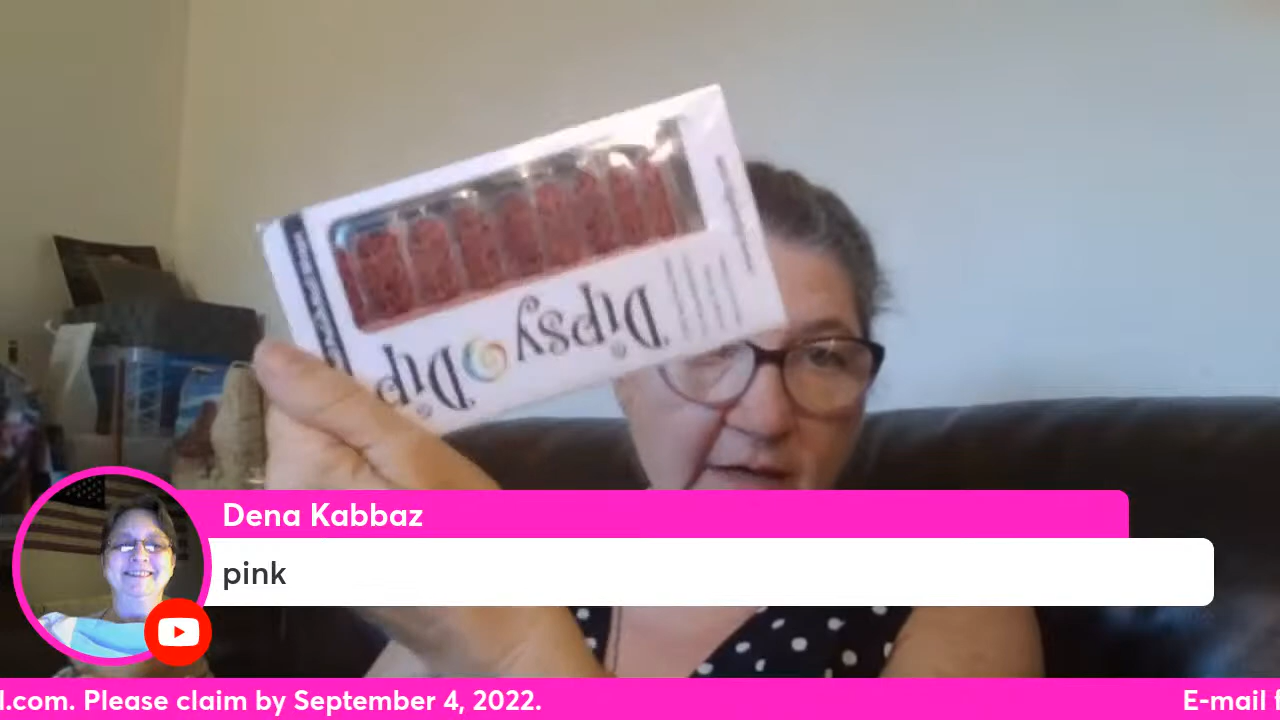 Dipsy Dip
Dena Kabbaz
pink
l.com. Please claim by September 4, 2022.
E-mail f